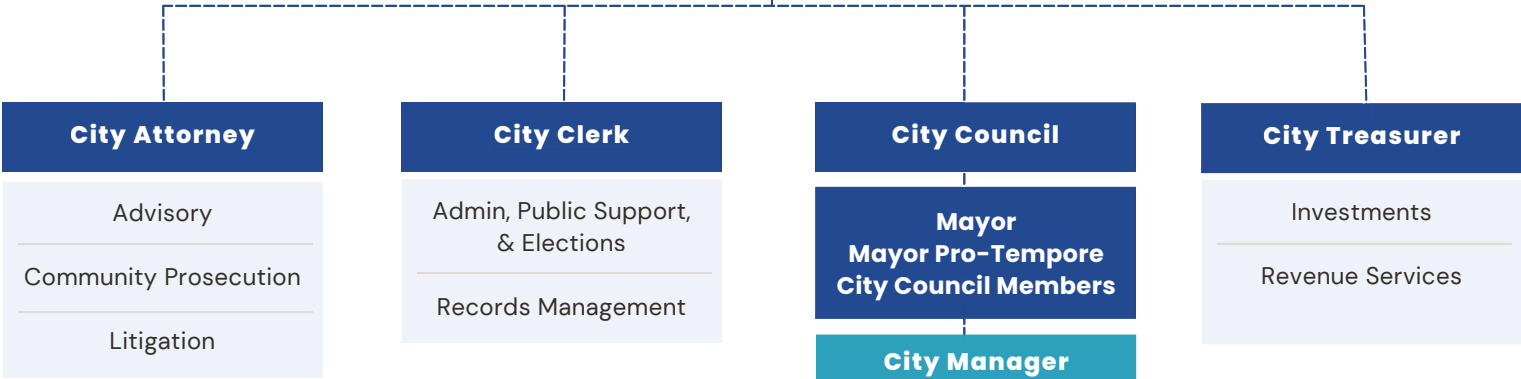 City Attorney
Advisory
Community Prosecution
Litigation
City Clerk
Admin, Public Support,
& Elections
Records Management
City Council
Mayor
Mayor Pro-Tempore
City Council Members
City Manager
City Treasurer
Investments
Revenue Services